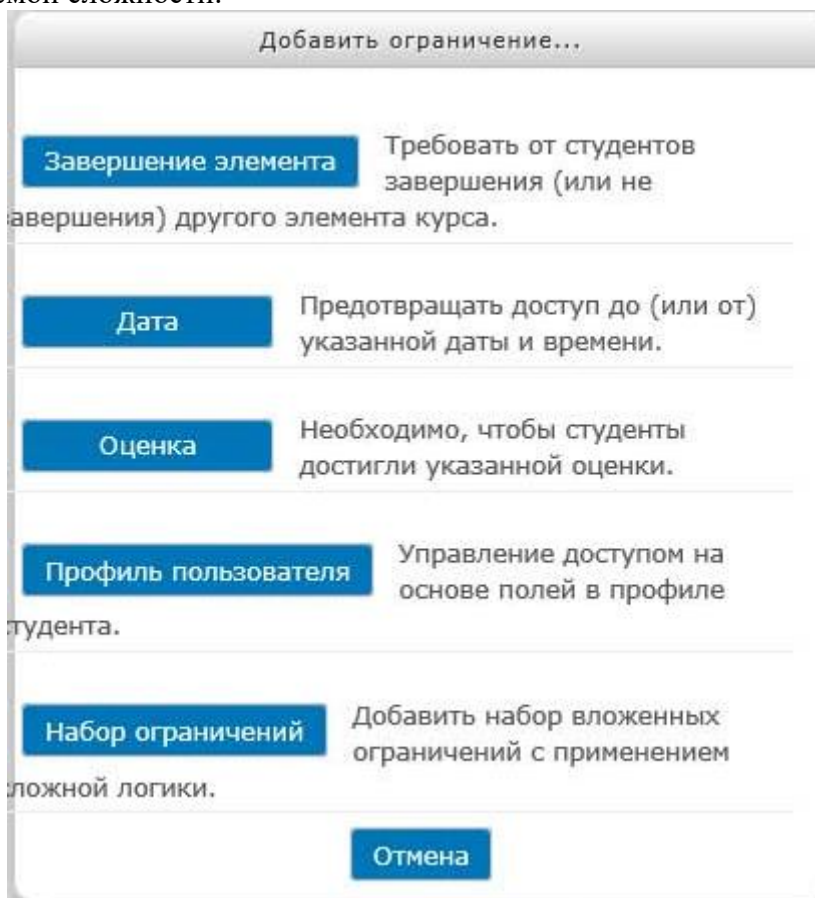 сложности.
Добавить ограничение...
Завершение элемента
Требовать от студентов
завершения (или не
завершения) другого элемента курса.
Дата
Предотвращать доступ до (или от)
указанной даты и времени.
Оценка
Необходимо, чтобы студенты
достигли указанной оценки.
Профиль пользователя
Управление доступом на
основе полей в профиле
студента.
Набор ограничений
Добавить набор вложенных
ограничений с применением
сложной логики.
Отмена